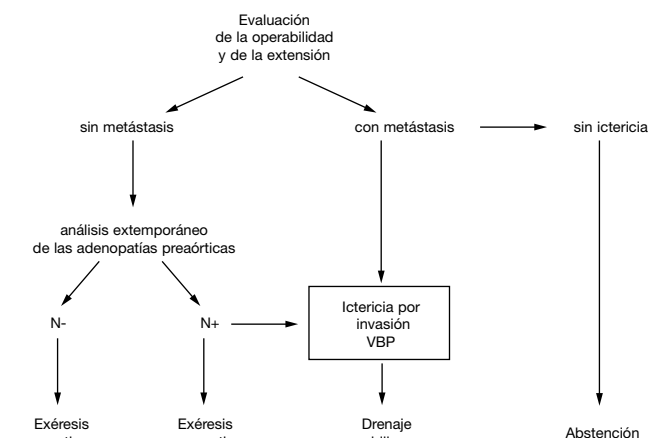 Evaluación
de la operabilidad
y de la extensión
sin metástasis
con metástasis
sin ictericia
análisis extemporáneo
de las adenopatías preaórticas
N-
N+
Ictericia por
invasión
VBP
Exéresis
Exéresis
Drenaje
Abstención